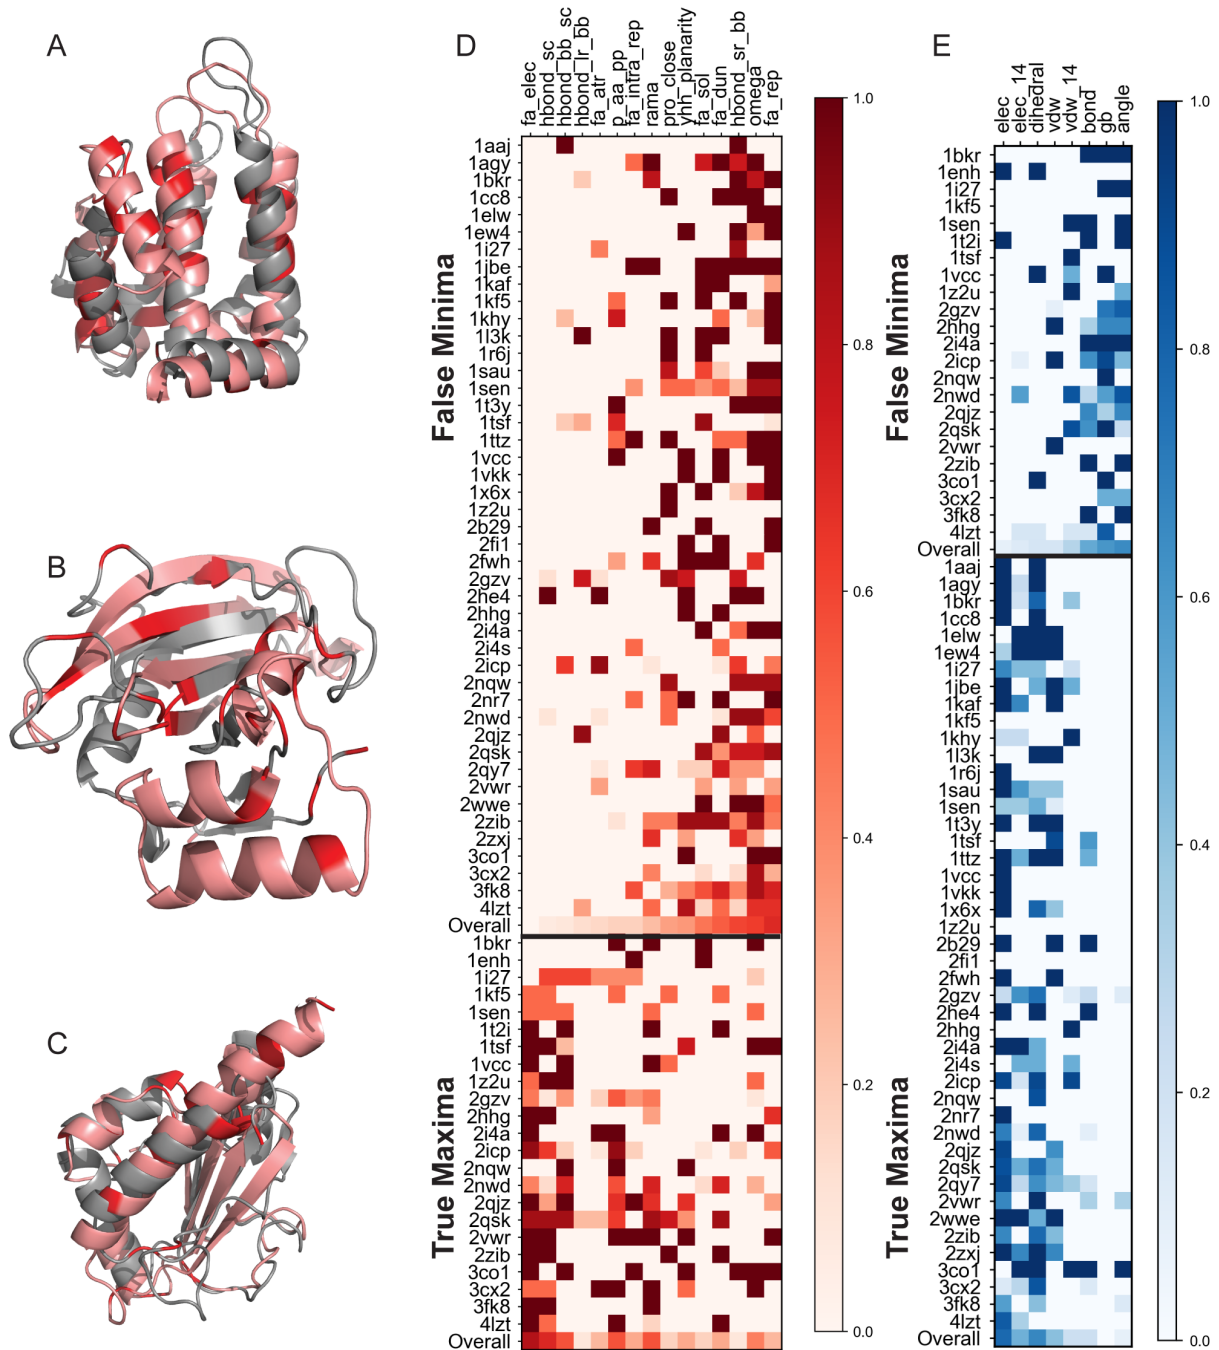 A
B
C
D
fa_elec
hbond_sc
hbond_bb_sc
hbond_lr_bb
fa_atr
p_aa_pp
fa_intra_rep
rama
pro_close
yhh_planarity
fa_sol
fa_dun
hbond_sr_bb
omega
fa_rep
False Minima
1aaj
1agy
1bkr
1cc8
1elw
1ew4
1i27
1jbe
1kaf
1kf5
1khy
1l3k
1r6j
1sau
1sen
1t3y
1tsf
1ttz
1vcc
1vkk
1x6x
1z2u
2b29
2fi1
2fwh
2gzv
2he4
2hhg
2i4a
2i4s
2icp
2nqw
2nr7
2nwd
2qjz
2qsk
2qy7
2vwr
2wwe
2zib
2zxj
3co1
3cx2
3fk8
4lzt
Overall
True Maxima
1bkr
1enh
1i27
1kf5
1sen
1t2i
1tsf
1vcc
1z2u
2gzv
2hhg
2i4a
2icp
2nqw
2nwd
2qjz
2qsk
2vwr
2zib
3co1
3cx2
3fk8
4lzt
Overall
1.0
0.8
0.6
0.4
0.2
0.0
E
elec
elec_14
dihedral
vdw
vdw_14
bond
gb
angle
False Minima
1bkr
1enh
1i27
1kf5
1sen
1t2i
1tsf
1vcc
1z2u
2gzv
2hhg
2i4a
2icp
2nqw
2nwd
2qjz
2qsk
2vwr
2zib
3co1
3cx2
3fk8
4lzt
Overall
True Maxima
1aaj
1agy
1bkr
1cc8
1elw
1ew4
1i27
1jbe
1kaf
1kf5
1khy
1l3k
1r6j
1sau
1sen
1t3y
1tsf
1ttz
1vcc
1vkk
1x6x
1z2u
2b29
2fi1
2fwh
2gzv
2he4
2hhg
2i4a
2i4s
2icp
2nqw
2nr7
2nwd
2qjz
2qsk
2qy7
2vwr
2wwe
2zib
2zxj
3co1
3cx2
3fk8
4lzt
Overall
1.0
0.8
0.6
0.4
0.2
0.0